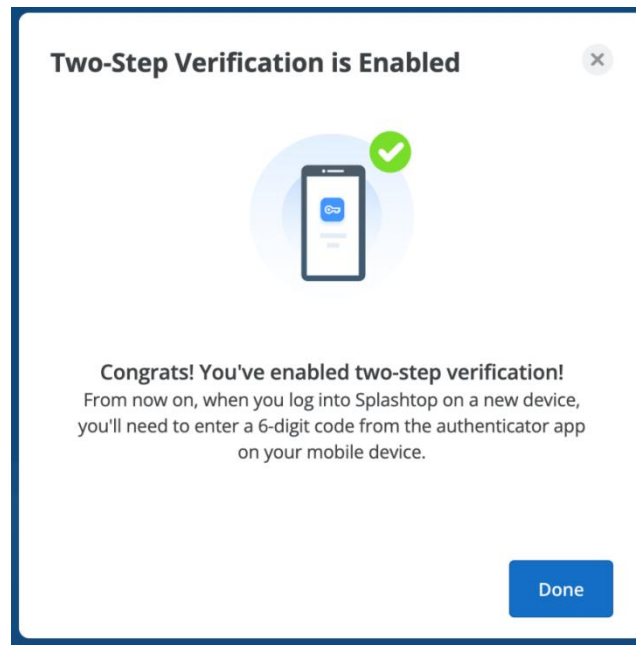 Two-Step Verification is Enabled
Congrats! You've enabled two-step verification!
From now on, when you log into Splashtop on a new device,
you'll need to enter a 6-digit code from the authenticator app
on your mobile device.
Done